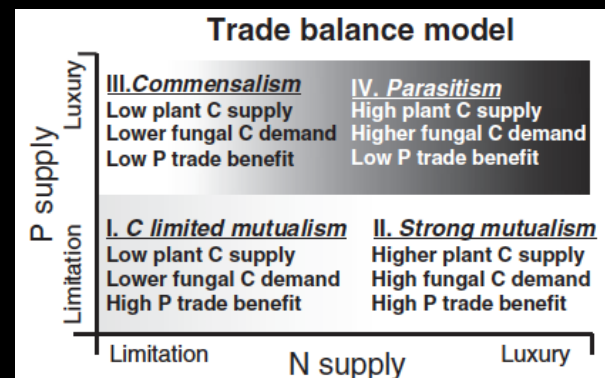 Trade balance model
P supply
Luxury
Limitation
III.Commensalism
Low plant C supply
Lower fungal C demand
Low P trade benefit
IV. Parasitism
High plant C supply
Higher fungal C demand
Low P trade benefit
I. C limited mutualism
Low plant C supply
Lower fungal C demand
High P trade benefit
II. Strong mutualism
Higher plant C supply
High fungal C demand
High P trade benefit
Limitation
N supply
Luxury